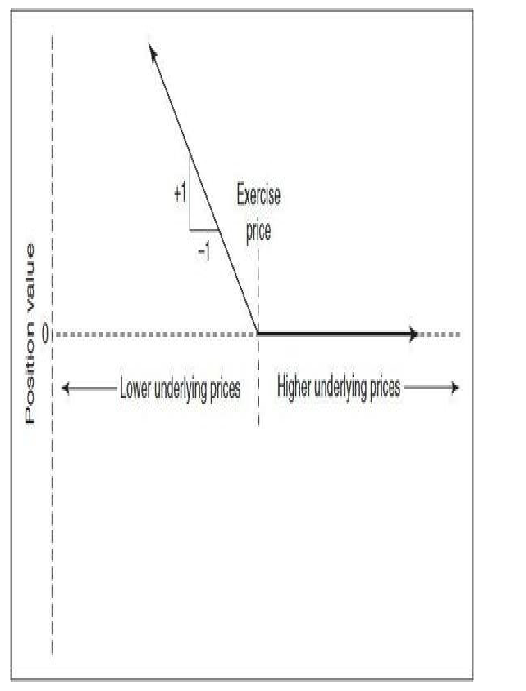 +1
Exercise
price
–1
Position value
0
Lower underlying prices
Higher underlying prices